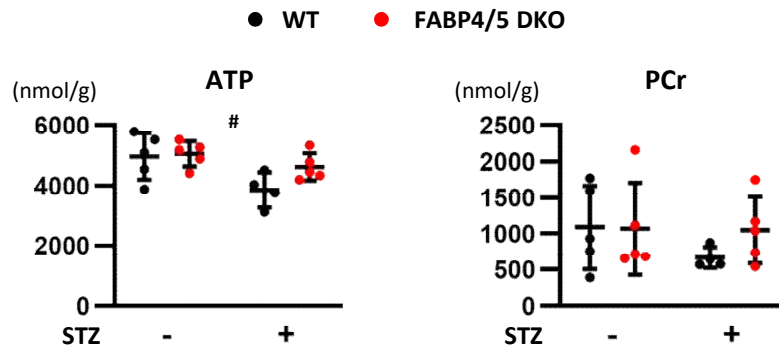 WT FABP4/5 DKO
ATP
(nmol/g)
#
6000
4000
2000
0
STZ - +
PCr
(nmol/g)
2500
2000
1500
1000
500
0
STZ - +